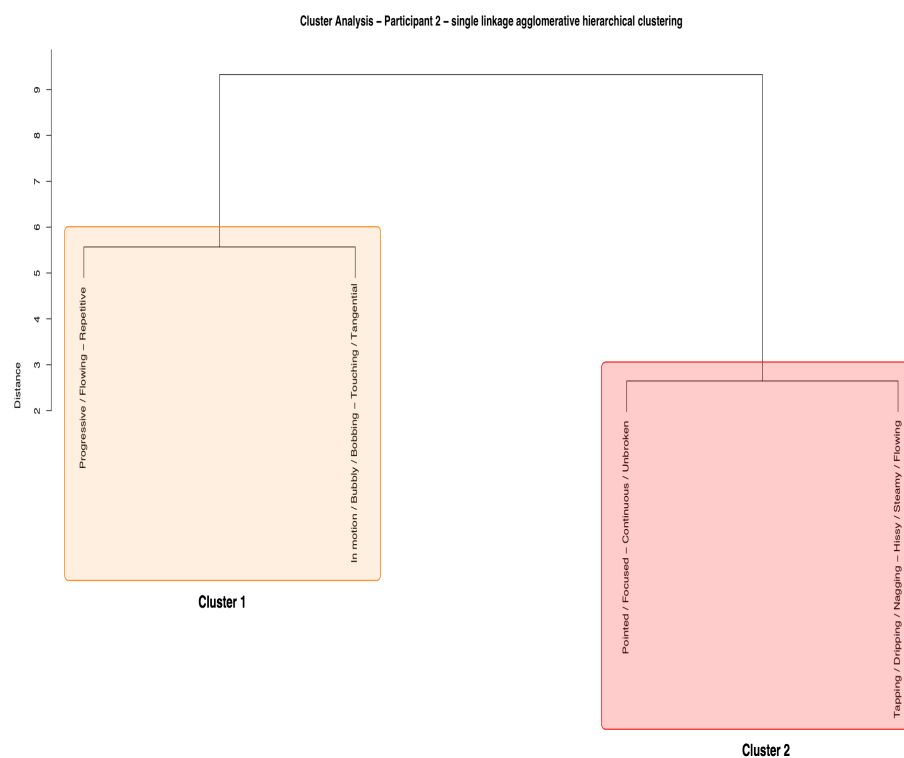 Cluster Analysis – Participant 2 – single linkage agglomerative hierarchical clustering
9
8
7
6
5
4
3
2
Distance
Progressive / Flowing – Repetitive
In motion / Bubbly / Bobbing – Touching / Tangential
Cluster 1
Pointed / Focused – Continuous / Unbroken
Tapping / Dripping / Nagging – Hissy / Steamy / Flowing
Cluster 2